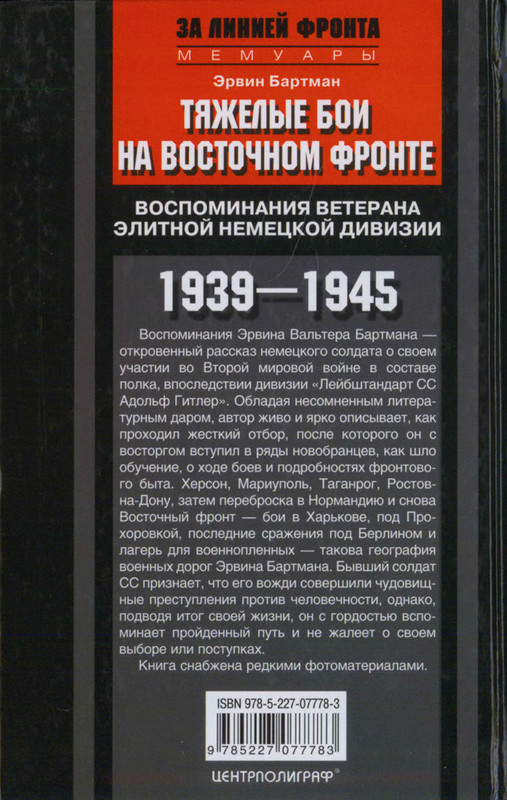 ЗА ЛИНИЕЙ ФРОНТА
МЕМУАРЫ
Эрвин Бартман
ТЯЖЕЛЫЕ БОИ
НА ВОСТОЧНОМ ФРОНТЕ
ВОСПОМИНАНИЯ ВЕТЕРАНА
ЭЛИТНОЙ НЕМЕЦКОЙ ДИВИЗИИ
1939—1945
Воспоминания Эрвина Вальтера Бартмана —
откровенный рассказ немецкого солдата о своем
участии во Второй мировой войне в составе
полка, впоследствии дивизии «Лейбштандарт СС
Адольф Гитлер». Обладая несомненным литера-
турным даром, автор живо и ярко описывает, как
проходил жесткий отбор, после которого он с
восторгом вступил в ряды новобранцев, как шло
обучение, о ходе боев и подробностях фронтово-
го быта. Херсон, Мариуполь, Таганрог, Ростов-
на-Дону, затем переброска в Нормандию и снова
Восточный фронт — бои в Харькове, под Про-
хоровкой, последние сражения под Берлином и
лагерь для военнопленных — такова география
военных дорог Эрвина Бартмана. Бывший солдат
СС признает, что его вожди совершили чудовищ-
ные преступления против человечности, однако,
подводя итог своей жизни, он с гордостью вспо-
минает пройденный путь и не жалеет о своем
выборе или поступках.
Книга снабжена редкими фотоматериалами.
ISBN 978-5-227-07778-3
9 785227 077783
ЦЕНТРПОЛИГРАФ®